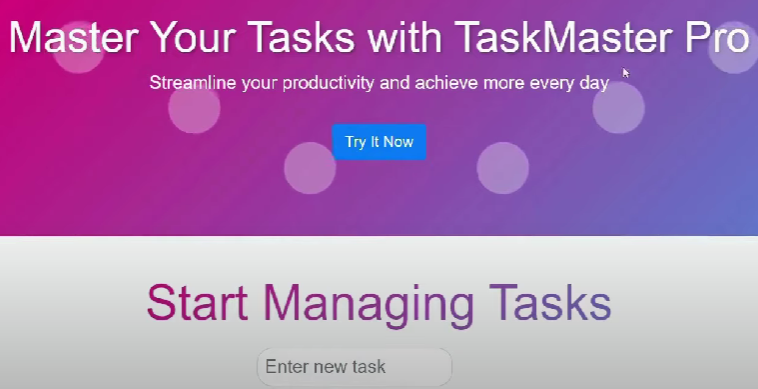 Master Your Tasks with TaskMaster Pro
Streamline your productivity and achieve more every day
Try It Now
Start Managing Tasks
Enter new task